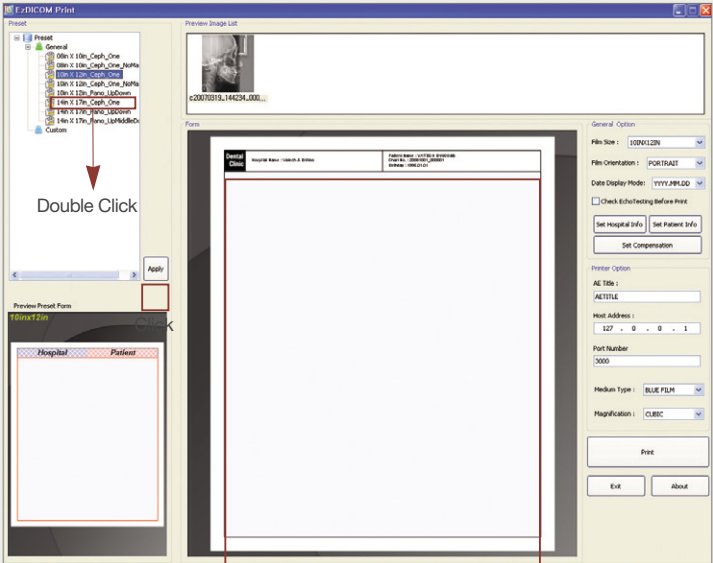 EzDICOM Print
Preset
Preset
General
08in X 10in_Ceph_One
08in X 10in_Ceph_One_NoMa
10in X 12in_Ceph_One
10in X 12in_Ceph_One_NoMa
10in X 12in_Pano_UpDown
14in X 17in_Ceph_One
14in X 17in_Pano_UpDown
14in X 17in_Pano_UpMiddleDo
Custom
Double Click
Apply
Click
Preview Preset Form
10inx12in
Hospital Patient
Preview Image List
c20070319_144234_000...
Form
Dental
Clinic
General Option
Film Size : 10INX12IN
Film Orientation : PORTRAIT
Date Display Mode: YYYY.MM.DD
Check EchoTesting Before Print
Set Hospital Info Set Patient Info
Set Compensation
Printer Option
AE Title :
AETITLE
Host Address :
127 . 0 . 0 . 1
Port Number
5000
Medium Type : BLUE FILM
Magnification : CUBIC
Print
Exit About